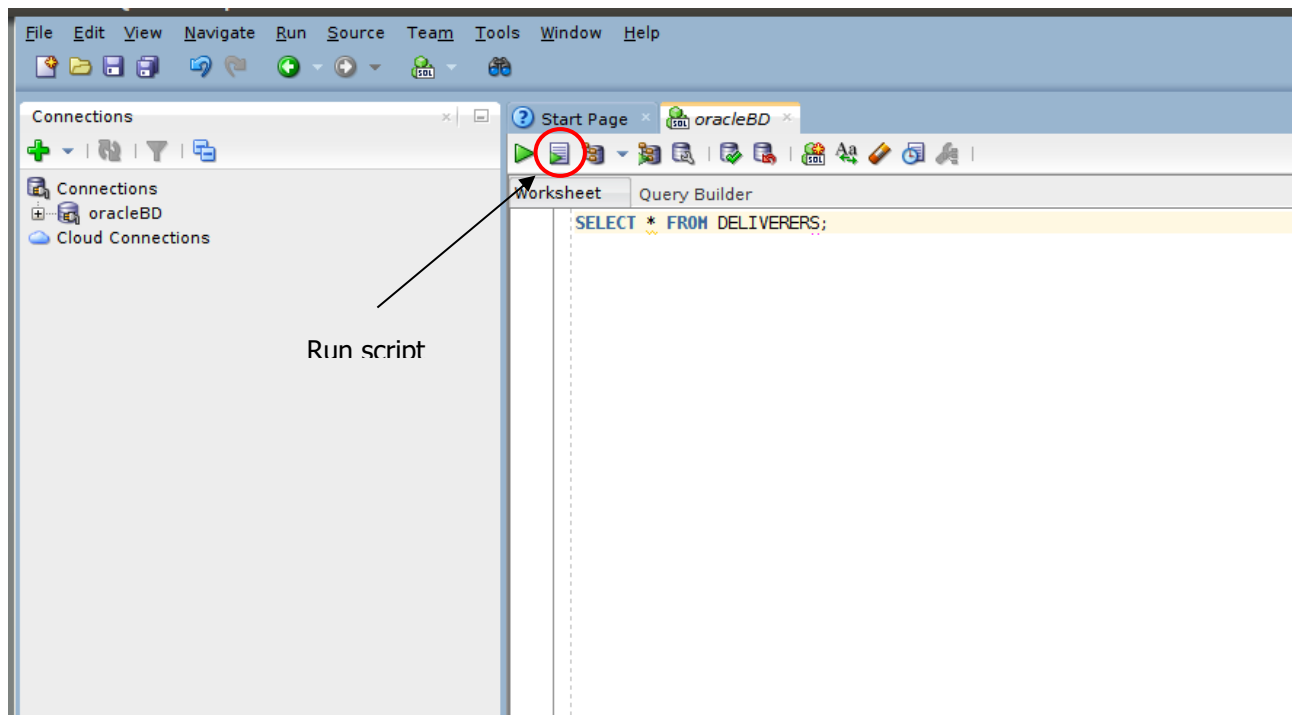 File Edit View Navigate Run Source Team Tools Window Help
Connections
Start Page oracleBD
Connections
oracleBD
Cloud Connections
Worksheet Query Builder
SELECT * FROM DELIVERERS;
Run script